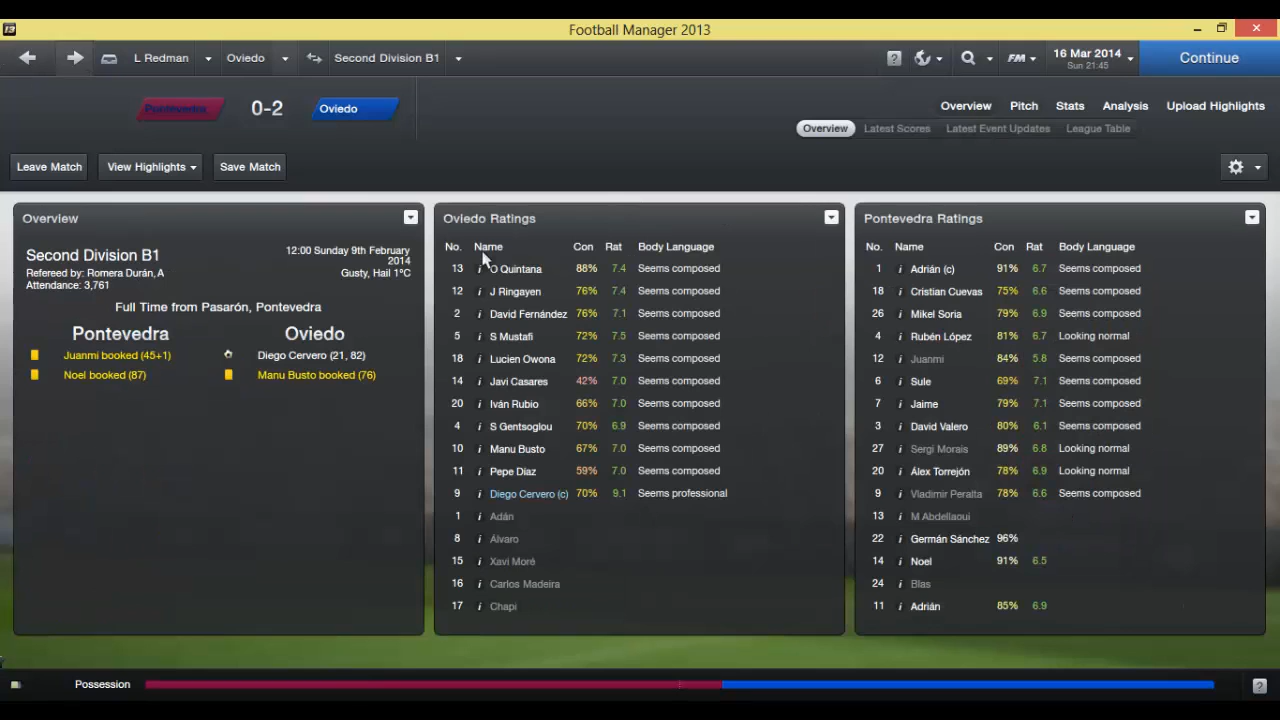 Football Manager 2013
L Redman Oviedo Second Division B1 FM 16 Mar 2014 Continue
Sun 21:45
Pontevedra 0-2 Oviedo Overview Pitch Stats Analysis Upload Highlights
Overview Latest Scores Latest Event Updates League Table
Leave Match View Highlights Save Match
Overview
Second Division B1 12:00 Sunday 9th February 2014
Refereed by: Romera Durán, A Gusty, Hail 1°C
Attendance: 3,761
Full Time from Pasarón, Pontevedra
Pontevedra Oviedo
Juanmi booked (45+1) Diego Cervero (21, 82)
Noel booked (87) Manu Busto booked (76)
Oviedo Ratings
No. Name Con Rat Body Language
13 i O Quintana 88% 7.4 Seems composed
12 i J Ringayen 76% 7.4 Seems composed
2 i David Fernández 76% 7.1 Seems composed
5 i S Mustafi 72% 7.5 Seems composed
18 i Lucien Owona 72% 7.3 Seems composed
14 i Javi Casares 42% 7.0 Seems composed
20 i Iván Rubio 66% 7.0 Seems composed
4 i S Gentsoglou 70% 6.9 Seems composed
10 i Manu Busto 67% 7.0 Seems composed
11 i Pepe Díaz 59% 7.0 Seems composed
9 i Diego Cervero (c) 70% 9.1 Seems professional
1 i Adán
8 i Álvaro
15 i Xavi Moré
16 i Carlos Madeira
17 i Chapi
Pontevedra Ratings
No. Name Con Rat Body Language
1 i Adrián (c) 91% 6.7 Seems composed
18 i Cristian Cuevas 75% 6.6 Seems composed
26 i Mikel Soria 79% 6.9 Seems composed
4 i Rubén López 81% 6.7 Looking normal
12 i Juanmi 84% 5.8 Seems composed
6 i Sule 69% 7.1 Seems composed
7 i Jaime 79% 7.1 Seems composed
3 i David Valero 80% 6.1 Seems composed
27 i Sergi Morais 89% 6.8 Looking normal
20 i Álex Torrejón 78% 6.9 Looking normal
9 i Vladimir Peralta 78% 6.6 Seems composed
13 i M Abdellaoui
22 i Germán Sánchez 96%
14 i Noel 91% 6.5
24 i Blas
11 i Adrián 85% 6.9
Possession